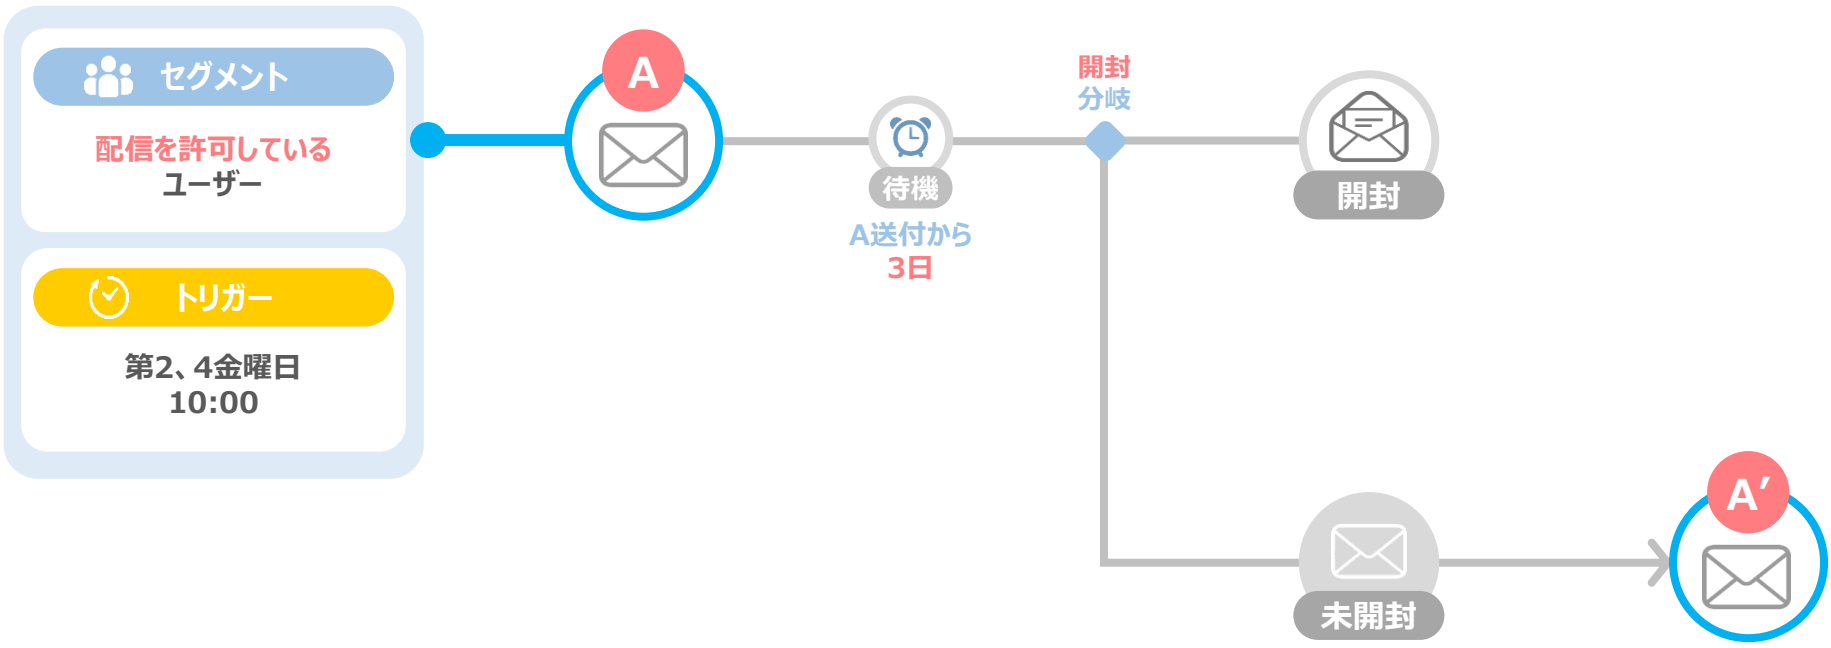 セグメント
配信を許可している
ユーザー
トリガー
第2、4金曜日
10:00
A
待機
A送付から
3日
開封
分岐
開封
未開封
A′